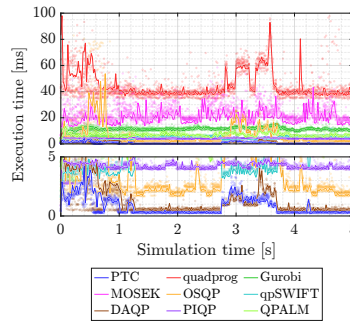 100
80
60
40
20
0
5
0
0 1 2 3 4 5
Execution time [ms]
Simulation time [s]
PTC quadprog Gurobi
MOSEK OSQP qpSWIFT
DAQP PIQP QPALM